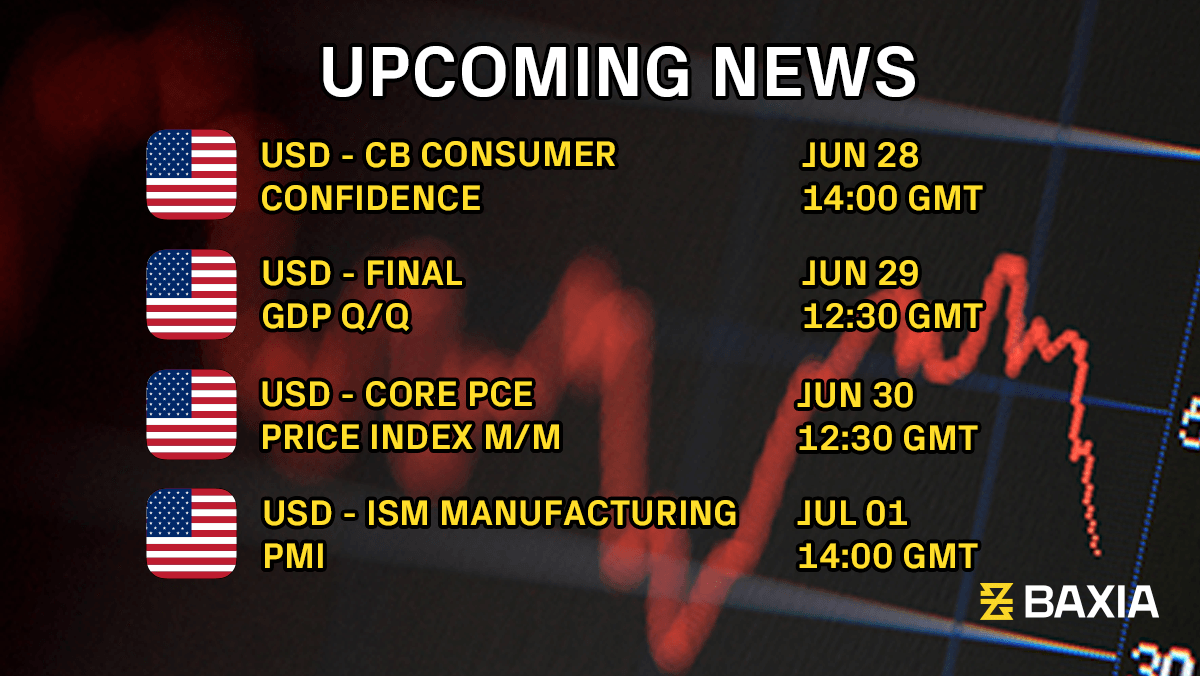 UPCOMING NEWS
USD - CB CONSUMER
CONFIDENCE
JUN 28
14:00 GMT
USD - FINAL
GDP Q/Q
JUN 29
12:30 GMT
USD - CORE PCE
PRICE INDEX M/M
JUN 30
12:30 GMT
USD - ISM MANUFACTURING
PMI
JUL 01
14:00 GMT
BAXIA
30